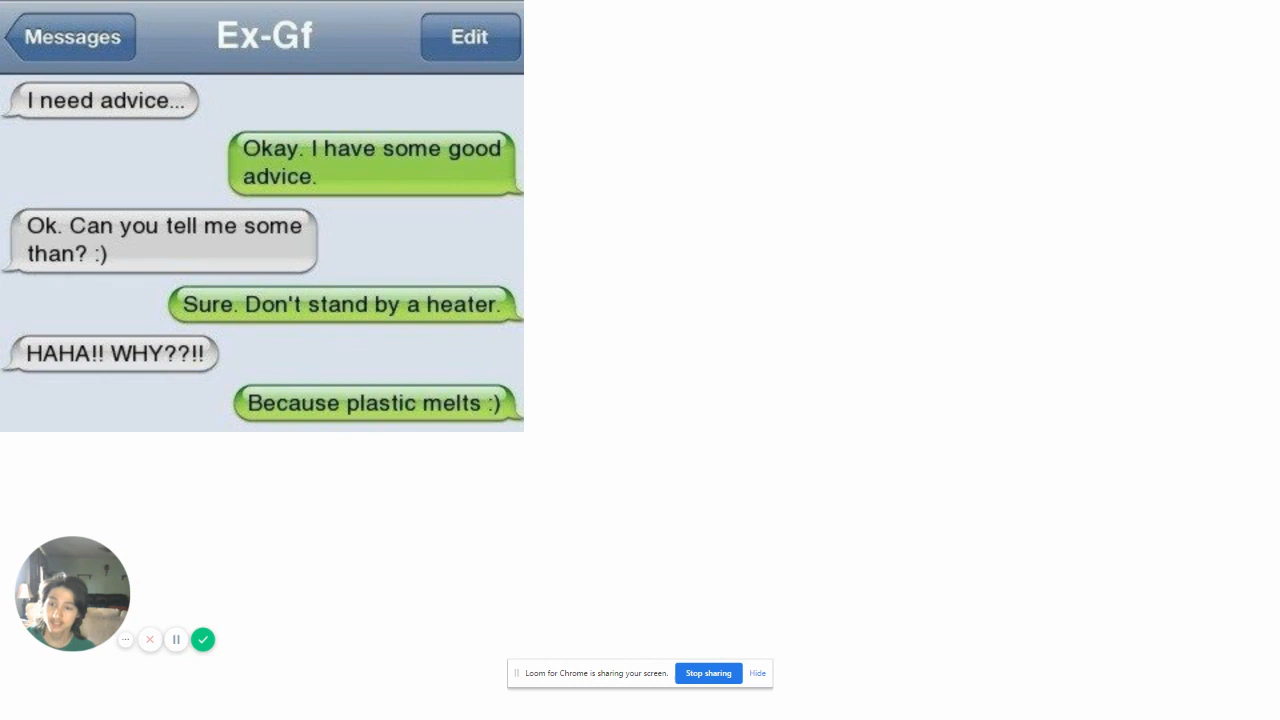 Messages
Ex-Gf
Edit
I need advice...
Okay. I have some good
advice.
Ok. Can you tell me some
than? :)
Sure. Don't stand by a heater.
HAHA!! WHY??!!
Because plastic melts :)
Loom for Chrome is sharing your screen.
Stop sharing
Hide